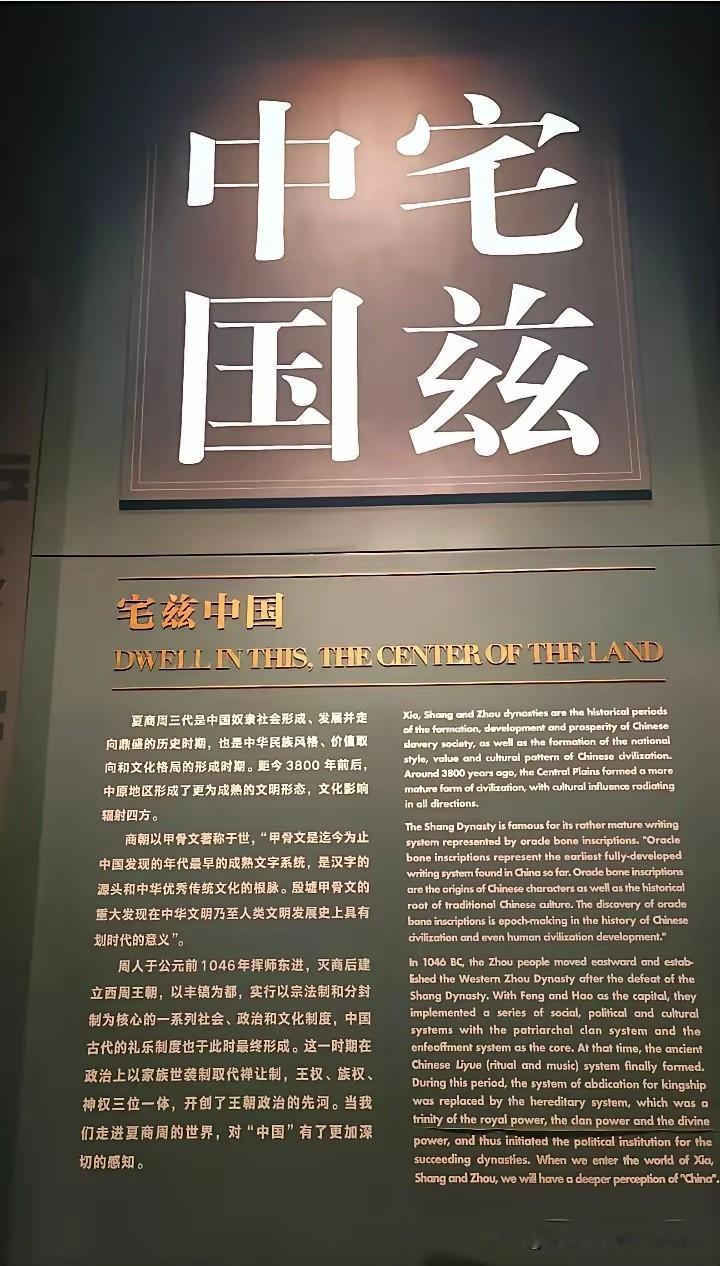 宅兹
中国
宅兹中国
DWELL IN THIS, THE CENTER OF THE LAND
夏商周三代是中国奴隶社会形成、发展并走
向鼎盛的历史时期，也是中华民族风格、价值取
向和文化格局的形成时期。距今 3800 年前后，
中原地区形成了更为成熟的文明形态，文化影响
辐射四方。
商朝以甲骨文著称于世，“甲骨文是迄今为止
中国发现的年代最早的成熟文字系统，是汉字的
源头和中华优秀传统文化的根脉。殷墟甲骨文的
重大发现在中华文明乃至人类文明发展史上具有
划时代的意义”。
周人于公元前1046年挥师东进，灭商后建
立西周王朝，以丰镐为都，实行以宗法制和分封
制为核心的一系列社会、政治和文化制度，中国
古代的礼乐制度也于此时最终形成。这一时期在
政治上以家族世袭制取代禅让制，王权、族权、
神权三位一体，开创了王朝政治的先河。当我
们走进夏商周的世界，对“中国”有了更加深
切的感知。
Xia, Shang and Zhou dynasties are the historical periods
of the formation, development and prosperity of Chinese
slavery society, as well as the formation of the national
style, value and cultural pattern of Chinese civilization.
Around 3800 years ago, the Central Plains formed a more
mature form of civilization, with cultural influence radiating
in all directions.
The Shang Dynasty is famous for its rather mature writing
system represented by oracle bone inscriptions. "Oracle
bone inscriptions represent the earliest fully-developed
writing system found in China so far. Oracle bone inscriptions
are the origins of Chinese characters as well as the historical
root of traditional Chinese culture. The discovery of oracle
bone inscriptions is epoch-making in the history of Chinese
civilization and even human civilization development."
In 1046 BC, the Zhou people moved eastward and estab-
lished the Western Zhou Dynasty after the defeat of the
Shang Dynasty. With Feng and Hao as the capital, they
implemented a series of social, political and cultural
systems with the patriarchal clan system and the
enfeoffment system as the core. At that time, the ancient
Chinese Liyue (ritual and music) system finally formed.
During this period, the system of abdication for kingship
was replaced by the hereditary system, which was a
trinity of the royal power, the clan power and the divine
power, and thus initiated the political institution for the
succeeding dynasties. When we enter the world of Xia,
Shang and Zhou, we will have a deeper perception of "China".